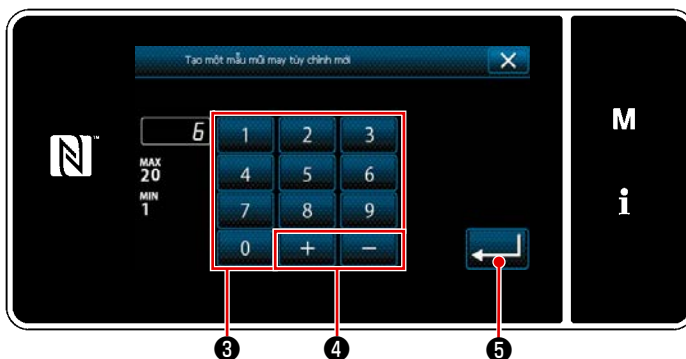 Tạo một mẫu mũi may tùy chỉnh mới
6
MAX
20
MIN
1
1 2 3
4 5 6
7 8 9
0 + −
N™
M
i
❸ ❹ ❺